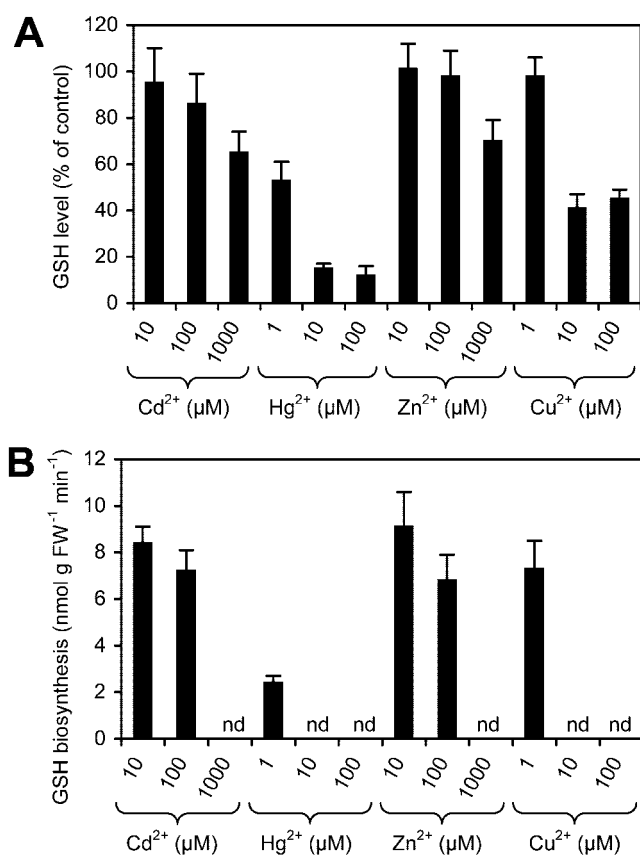 A
GSH level (% of control)
120
100
80
60
40
20
0
10 100 1000 1 10 100 10 100 1000 1 10 100
Cd²⁺ (µM) Hg²⁺ (µM) Zn²⁺ (µM) Cu²⁺ (µM)
B
GSH biosynthesis (nmol g FW⁻¹ min⁻¹)
12
10
8
6
4
2
0
nd nd nd nd nd nd
10 100 1000 1 10 100 10 100 1000 1 10 100
Cd²⁺ (µM) Hg²⁺ (µM) Zn²⁺ (µM) Cu²⁺ (µM)